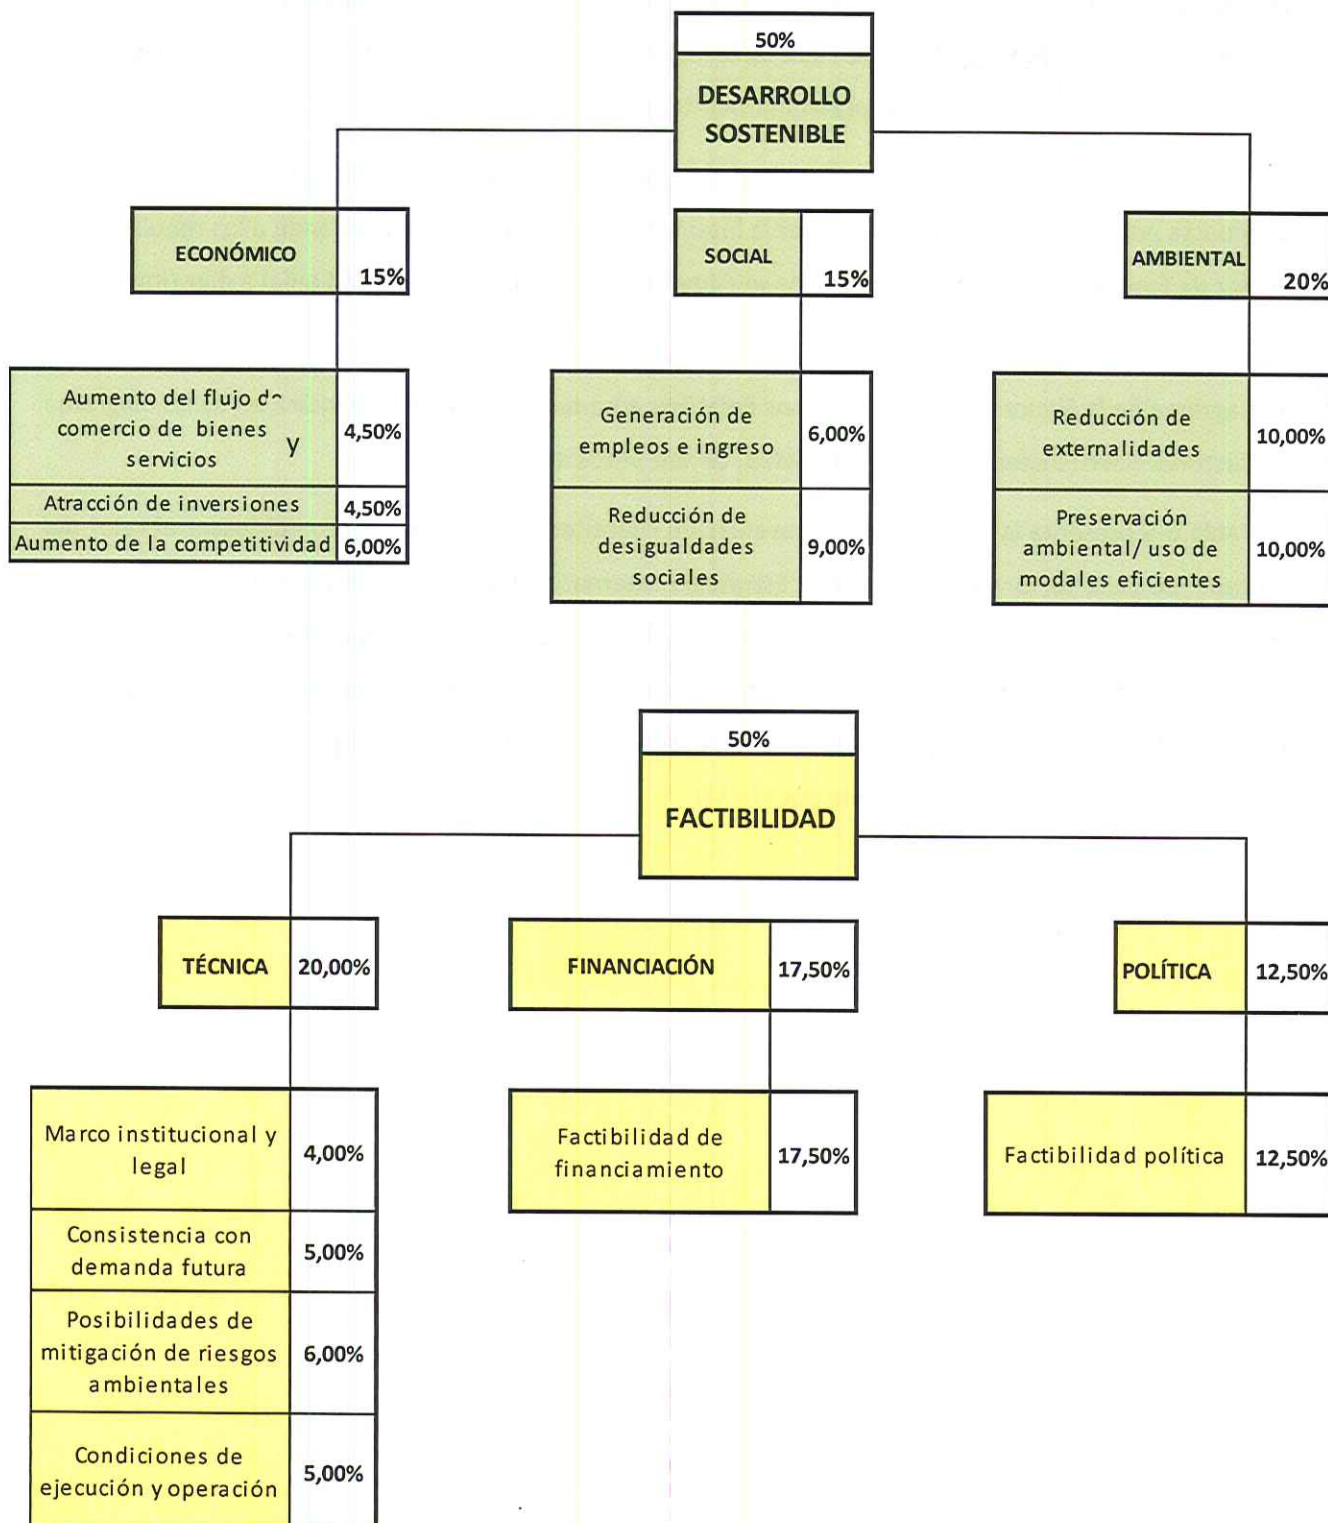 50%
DESARROLLO
SOSTENIBLE
ECONÓMICO
15%
SOCIAL
15%
AMBIENTAL
20%
Aumento del flujo de
comercio de bienes y
servicios
4,50%
Atracción de inversiones
4,50%
Aumento de la competitividad
6,00%
Generación de
empleos e ingreso
6,00%
Reducción de
desigualdades
sociales
9,00%
Reducción de
externalidades
10,00%
Preservación
ambiental/ uso de
modales eficientes
10,00%
50%
FACTIBILIDAD
TÉCNICA
20,00%
FINANCIACIÓN
17,50%
POLÍTICA
12,50%
Marco institucional y
legal
4,00%
Consistencia con
demanda futura
5,00%
Posibilidades de
mitigación de riesgos
ambientales
6,00%
Condiciones de
ejecución y operación
5,00%
Factibilidad de
financiamiento
17,50%
Factibilidad política
12,50%